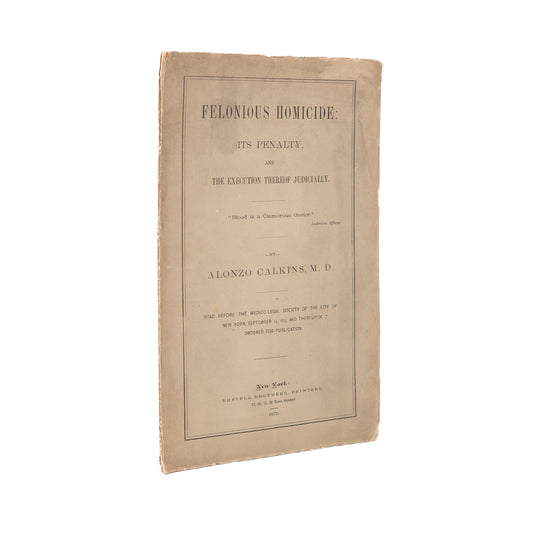 FELONIOUS HOMICIDE:
ITS PENALTY,
AND
THE EXECUTION THEREOF JUDICIALLY.
"Blood is a Clamorous Orator."
—BY—
ALONZO CALKINS, M. D.
READ BEFORE THE MEDICO-LEGAL SOCIETY OF THE CITY OF
NEW YORK, SEPTEMBER AND THEREUPON
ORDERED FOR PUBLICATION.
New York:
RUSSELL BROTHERS, PRINTERS,
ROSE STREET